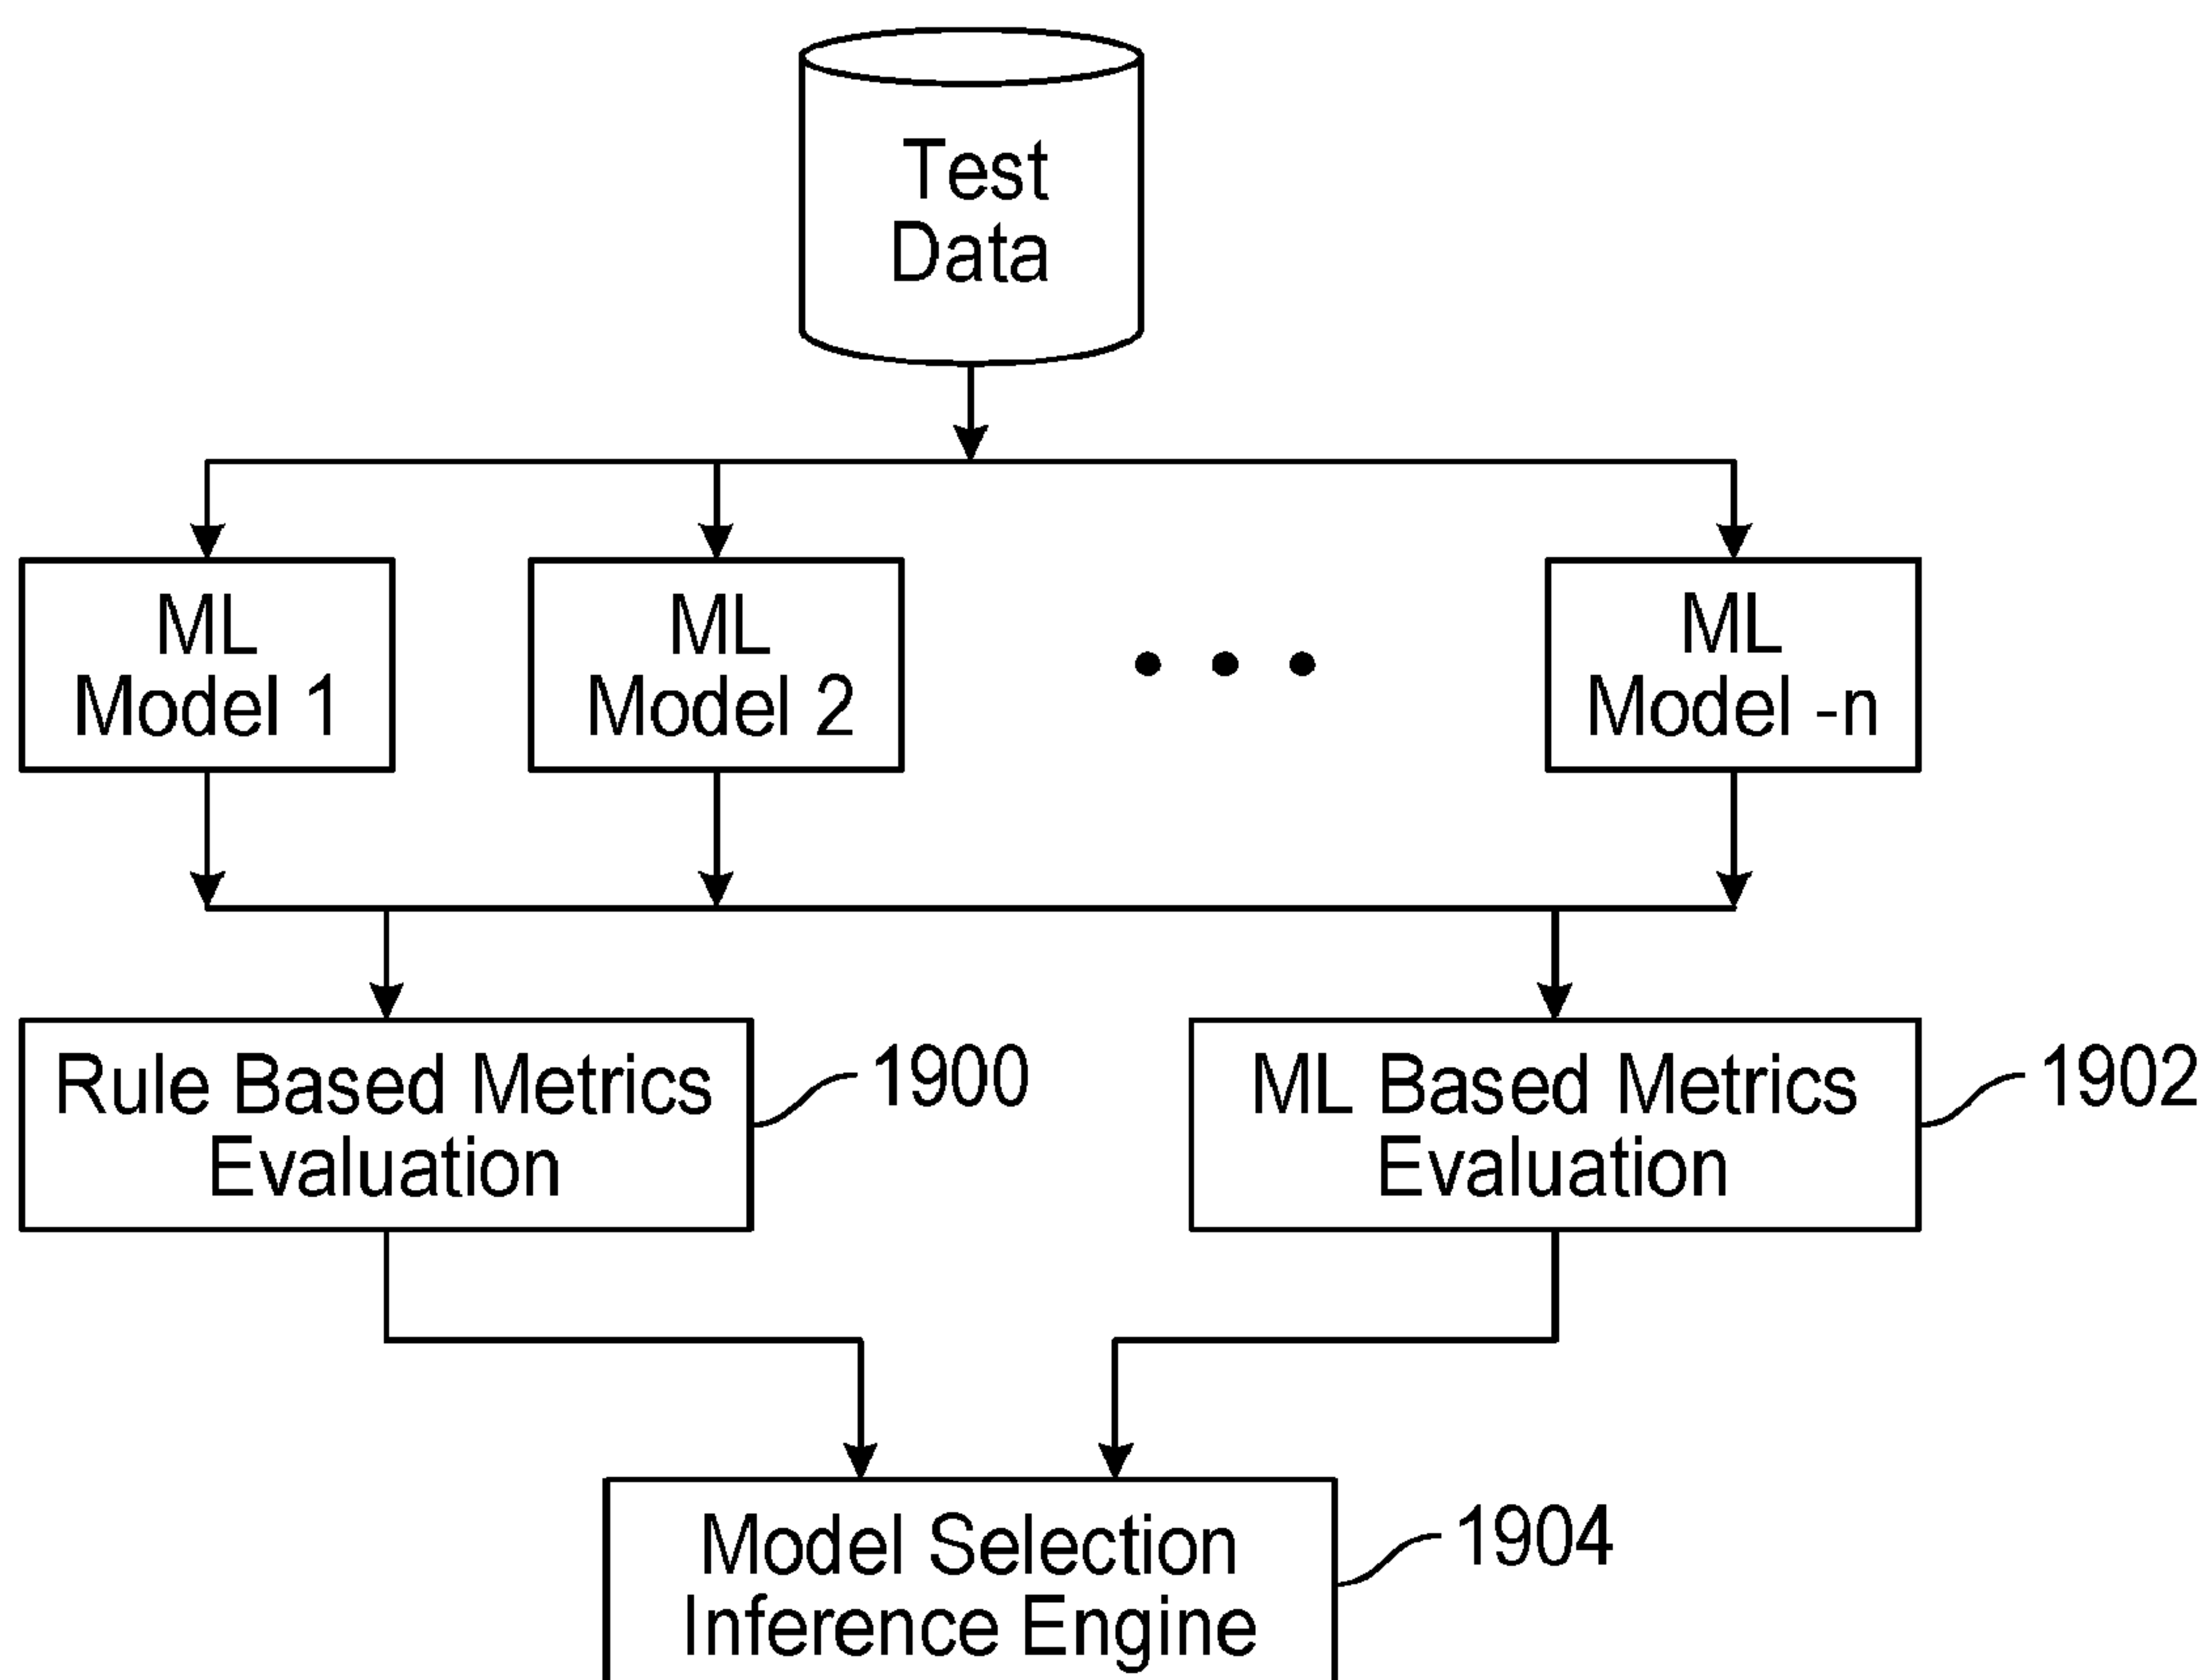 Test
Data
ML
Model 1
ML
Model 2
ML
Model -n
Rule Based Metrics
Evaluation
1900
ML Based Metrics
Evaluation
1902
Model Selection
Inference Engine
1904